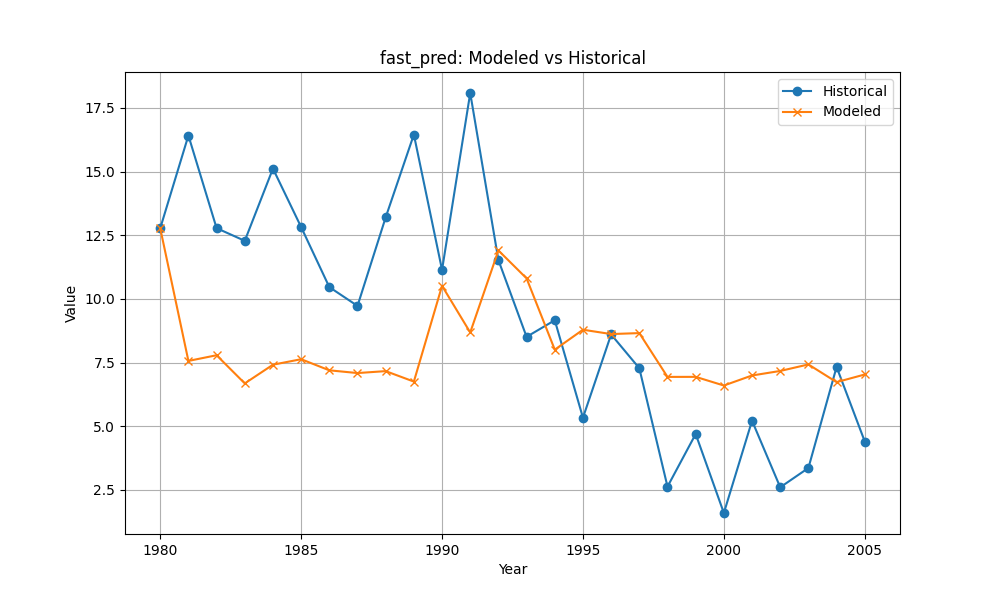 fast_pred: Modeled vs Historical
Historical
Modeled
17.5
15.0
12.5
10.0
7.5
5.0
2.5
Value
1980
1985
1990
1995
2000
2005
Year